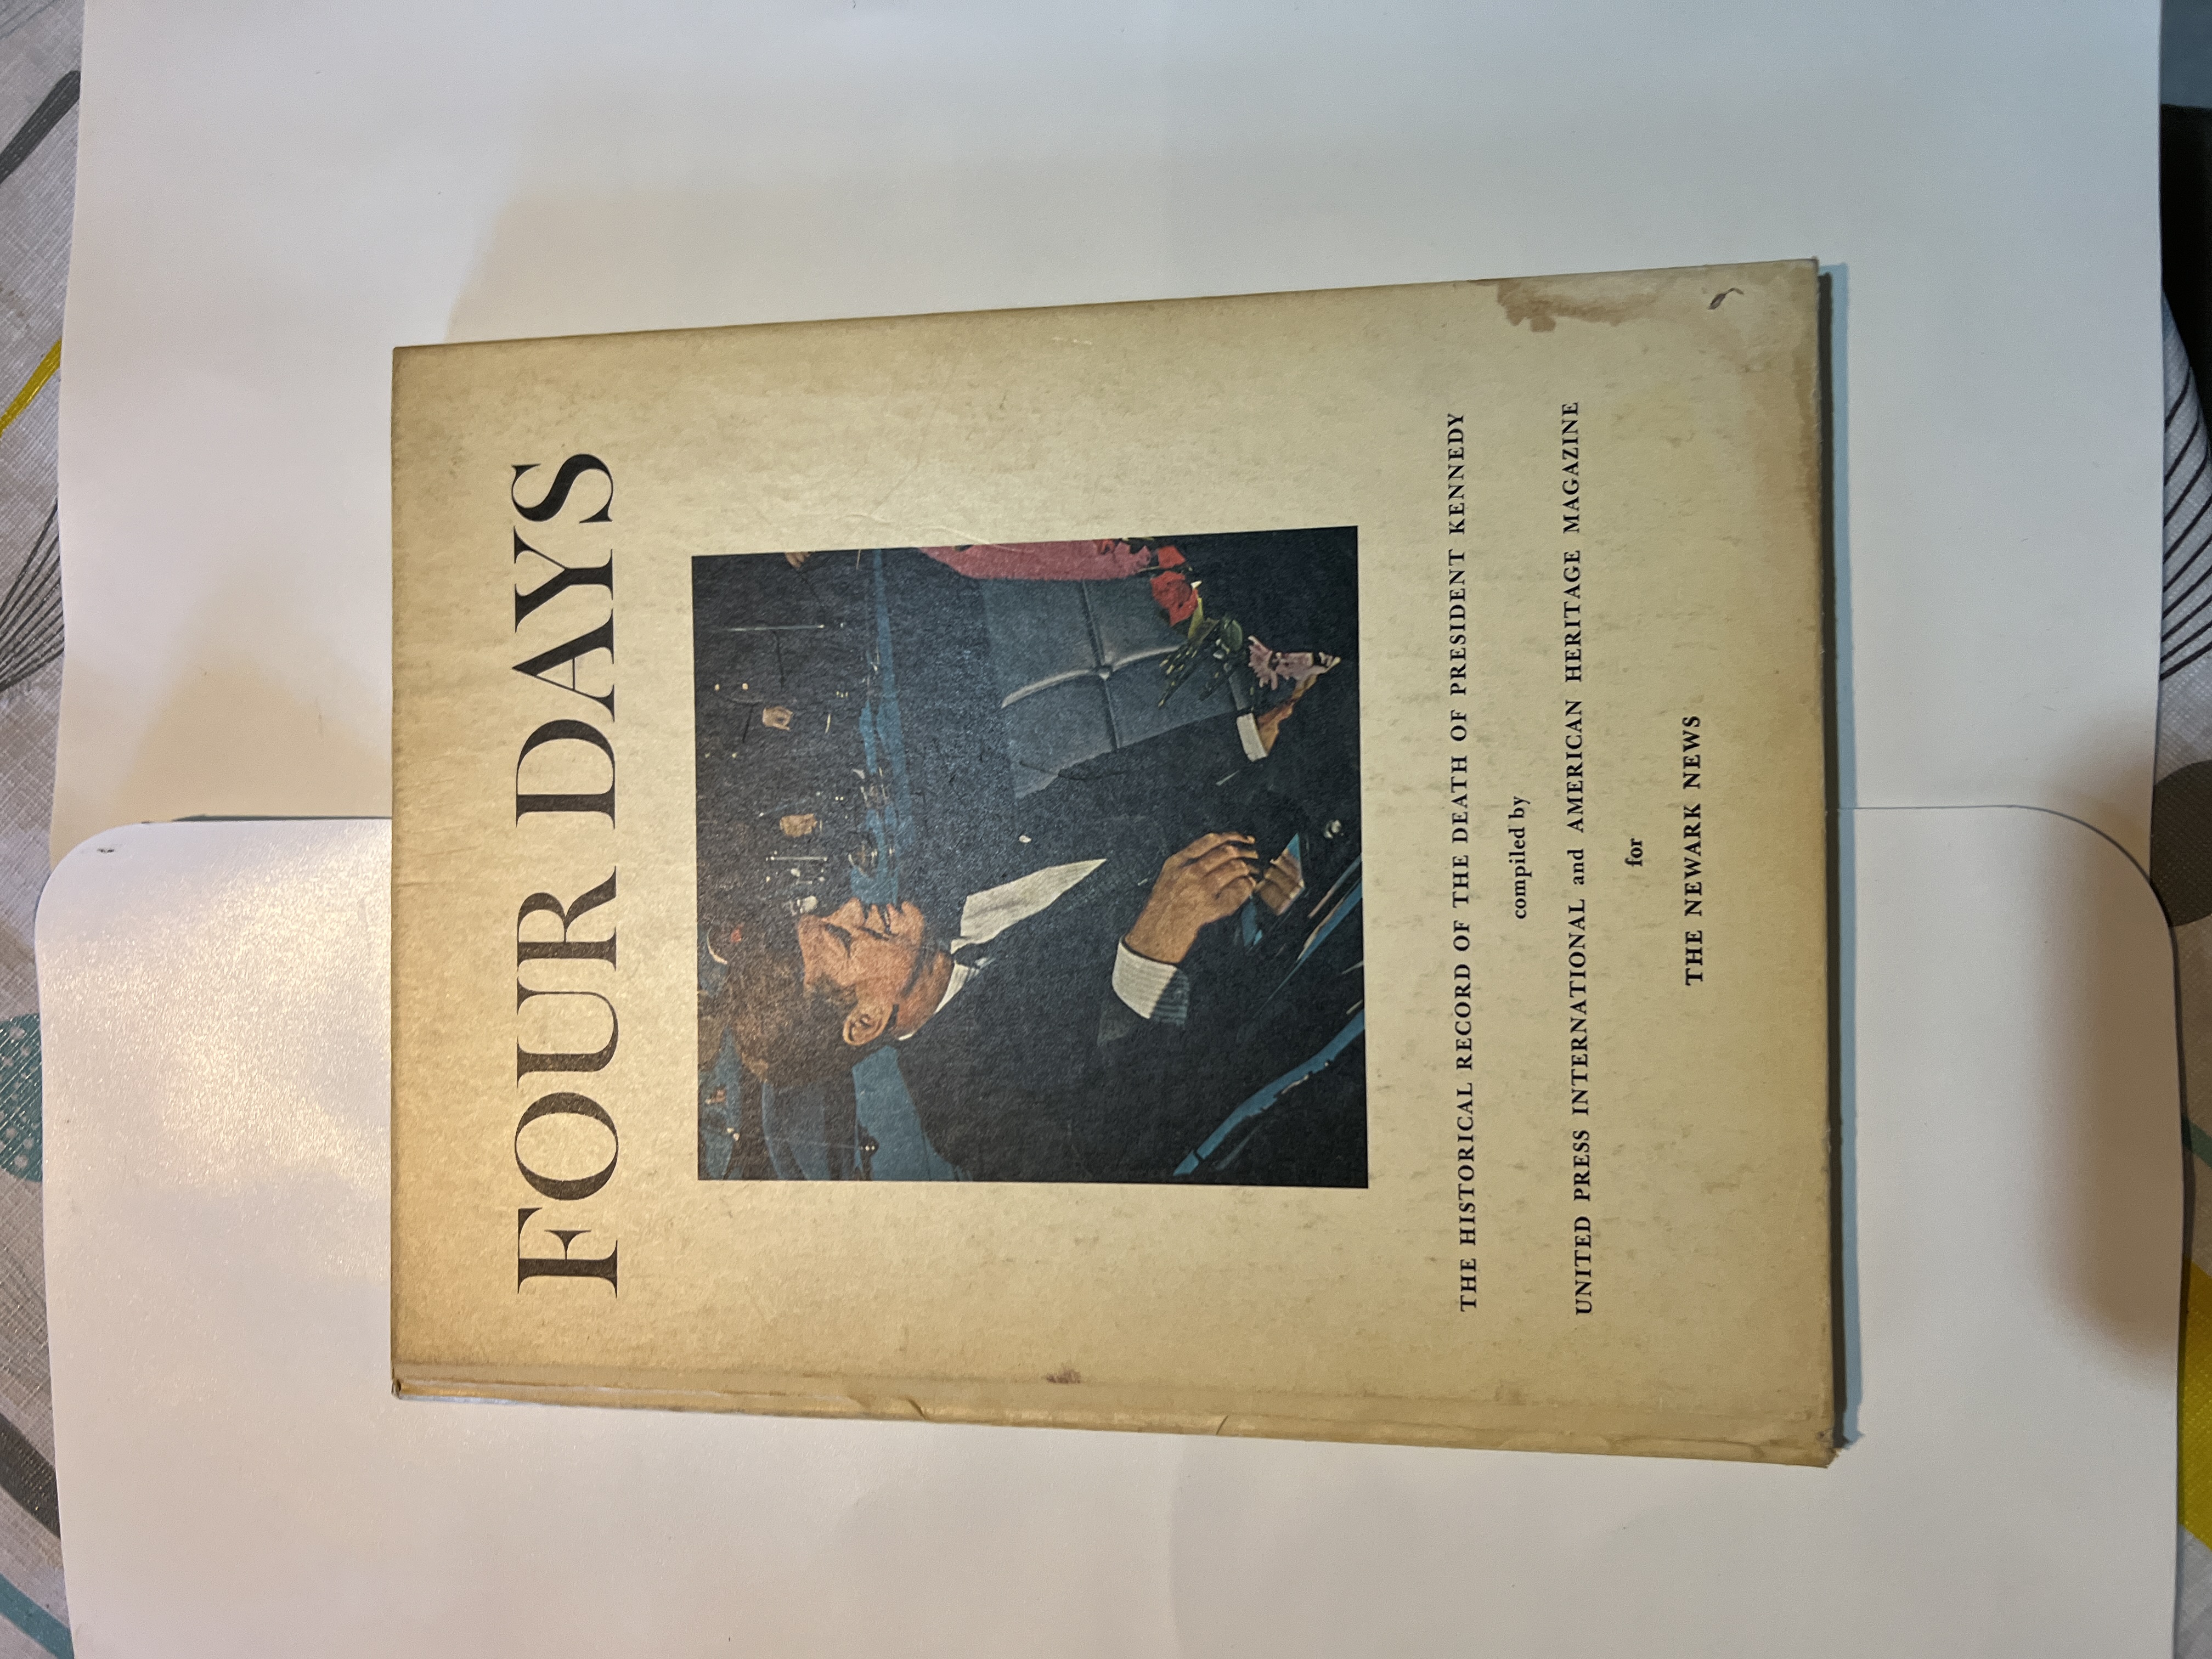 FOUR DAYS
THE HISTORICAL RECORD OF THE DEATH OF PRESIDENT KENNEDY
compiled by
UNITED PRESS INTERNATIONAL and AMERICAN HERITAGE MAGAZINE
for
THE NEWARK NEWS